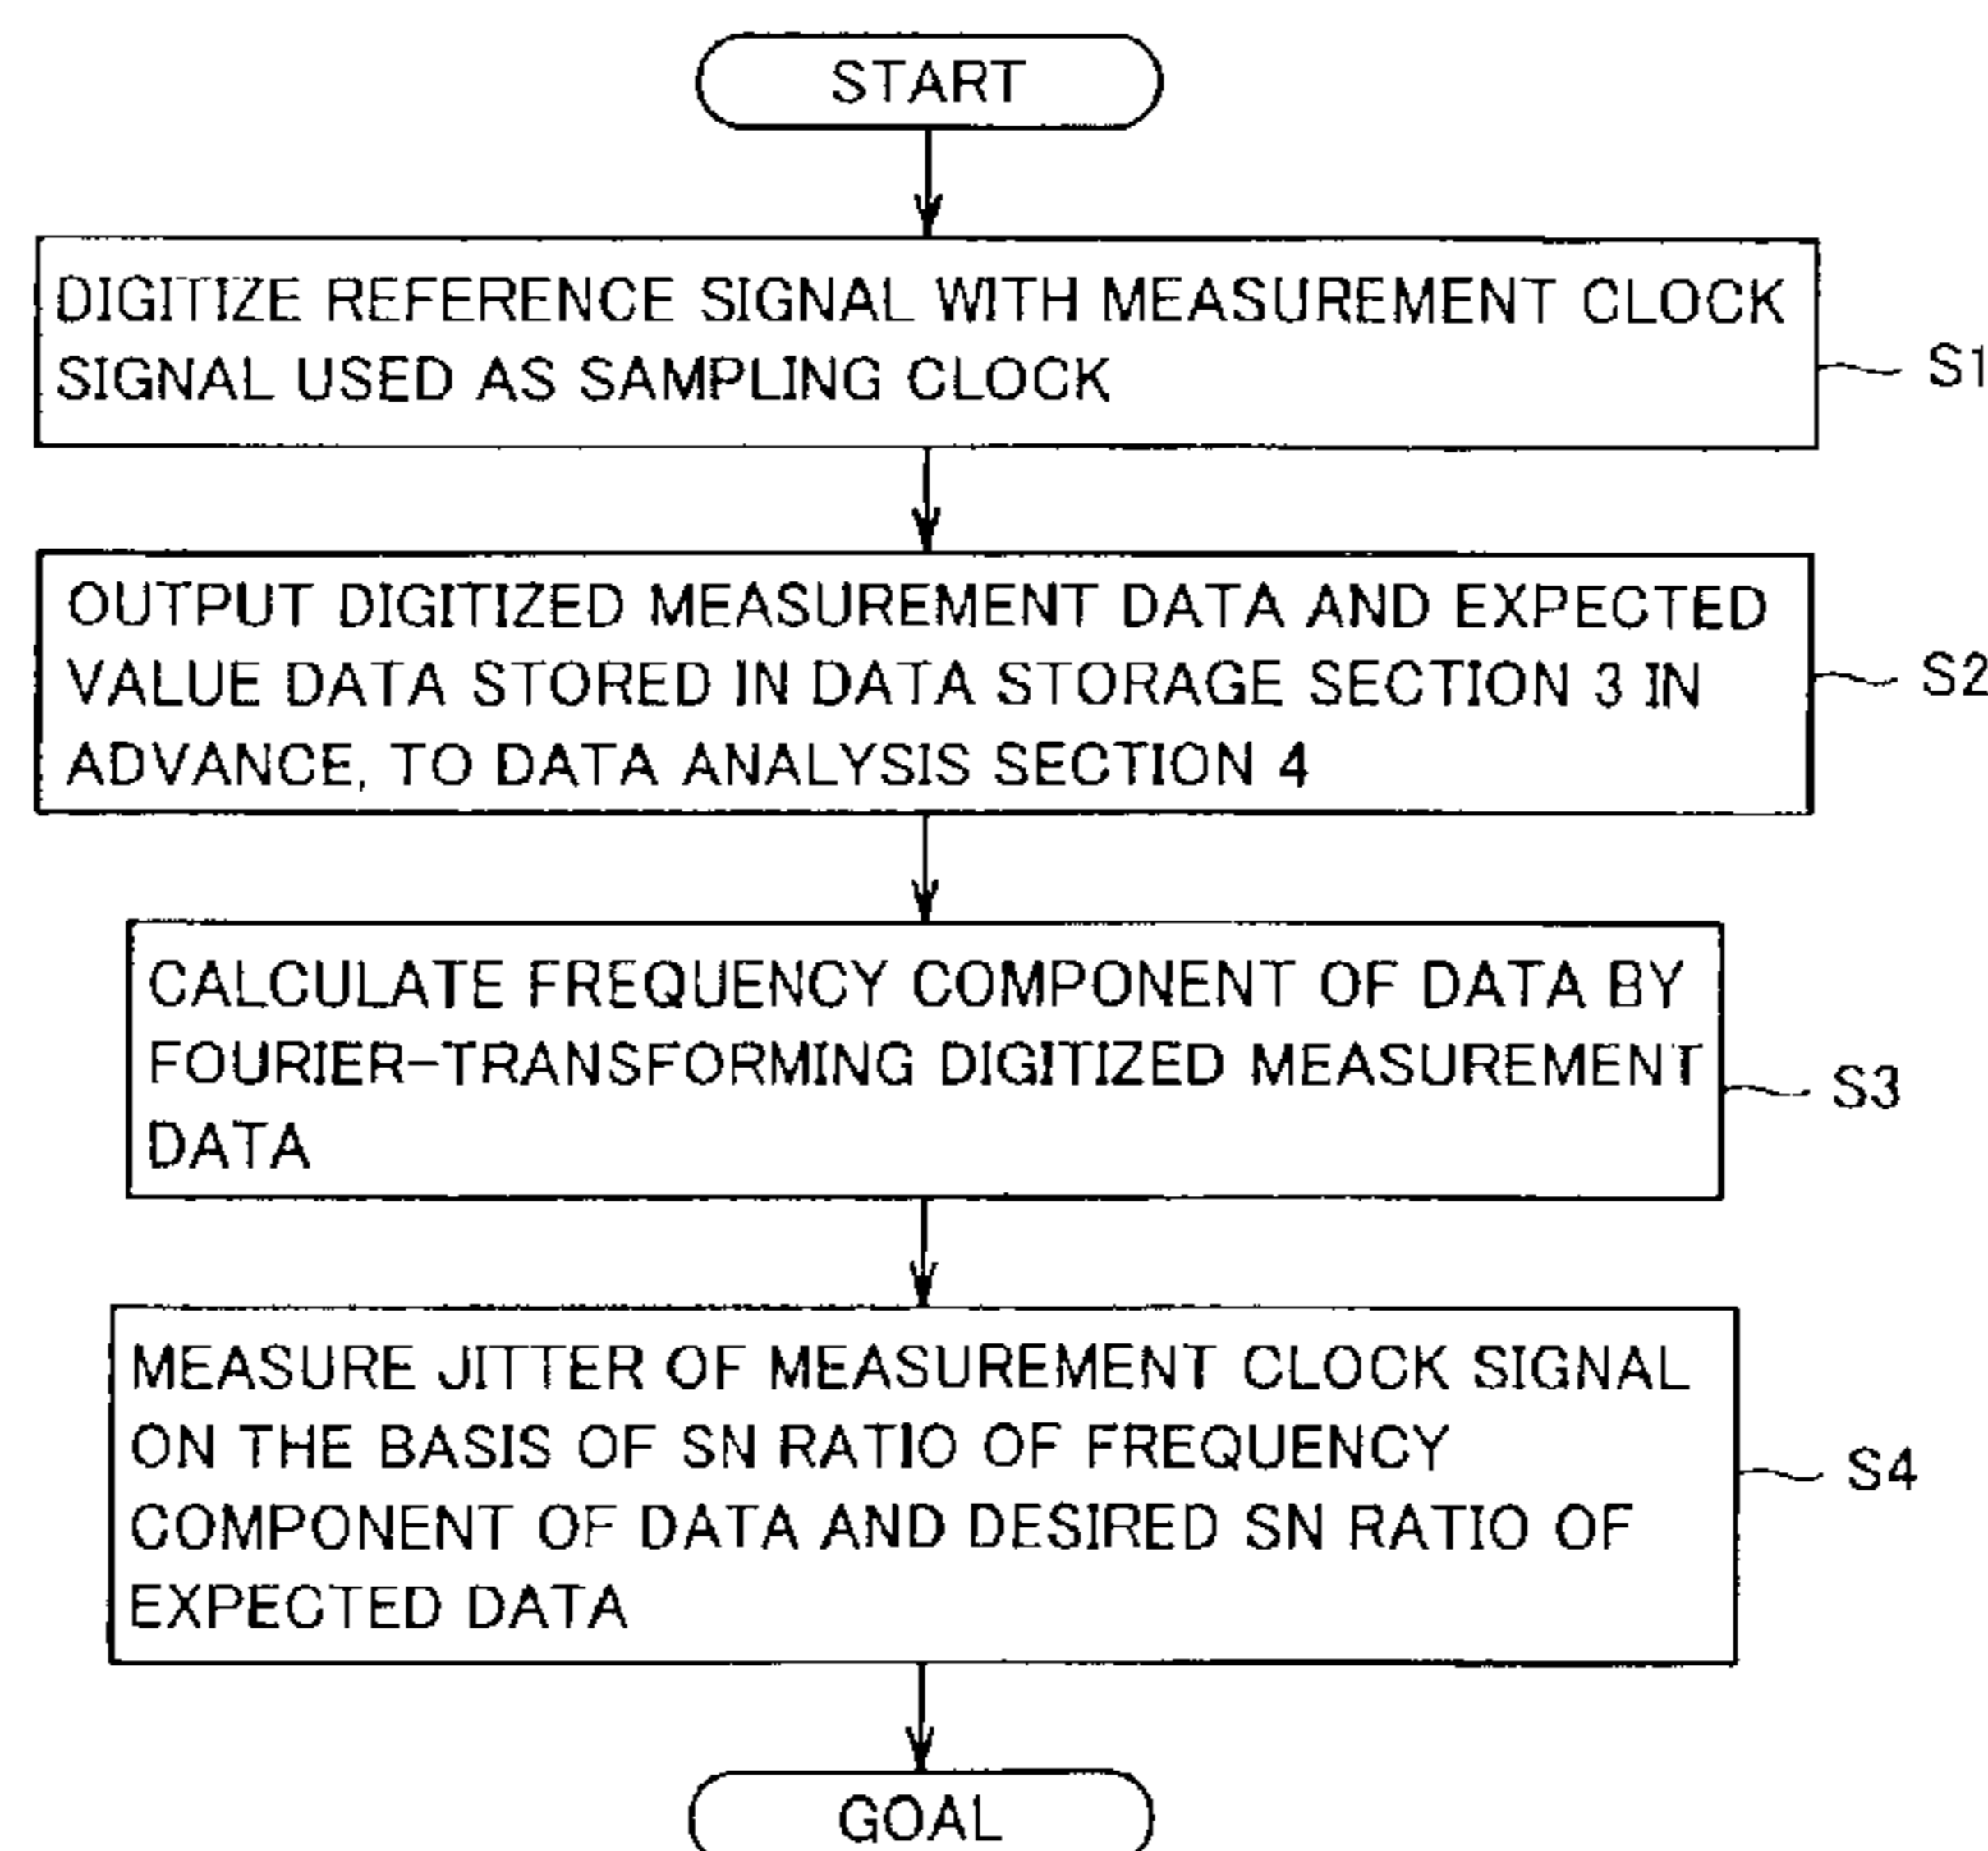 START
DIGITIZE REFERENCE SIGNAL WITH MEASUREMENT CLOCK
SIGNAL USED AS SAMPLING CLOCK
S1
OUTPUT DIGITIZED MEASUREMENT DATA AND EXPECTED
VALUE DATA STORED IN DATA STORAGE SECTION 3 IN
ADVANCE, TO DATA ANALYSIS SECTION 4
S2
CALCULATE FREQUENCY COMPONENT OF DATA BY
FOURIER-TRANSFORMING DIGITIZED MEASUREMENT
DATA
S3
MEASURE JITTER OF MEASUREMENT CLOCK SIGNAL
ON THE BASIS OF SN RATIO OF FREQUENCY
COMPONENT OF DATA AND DESIRED SN RATIO OF
EXPECTED DATA
S4
GOAL